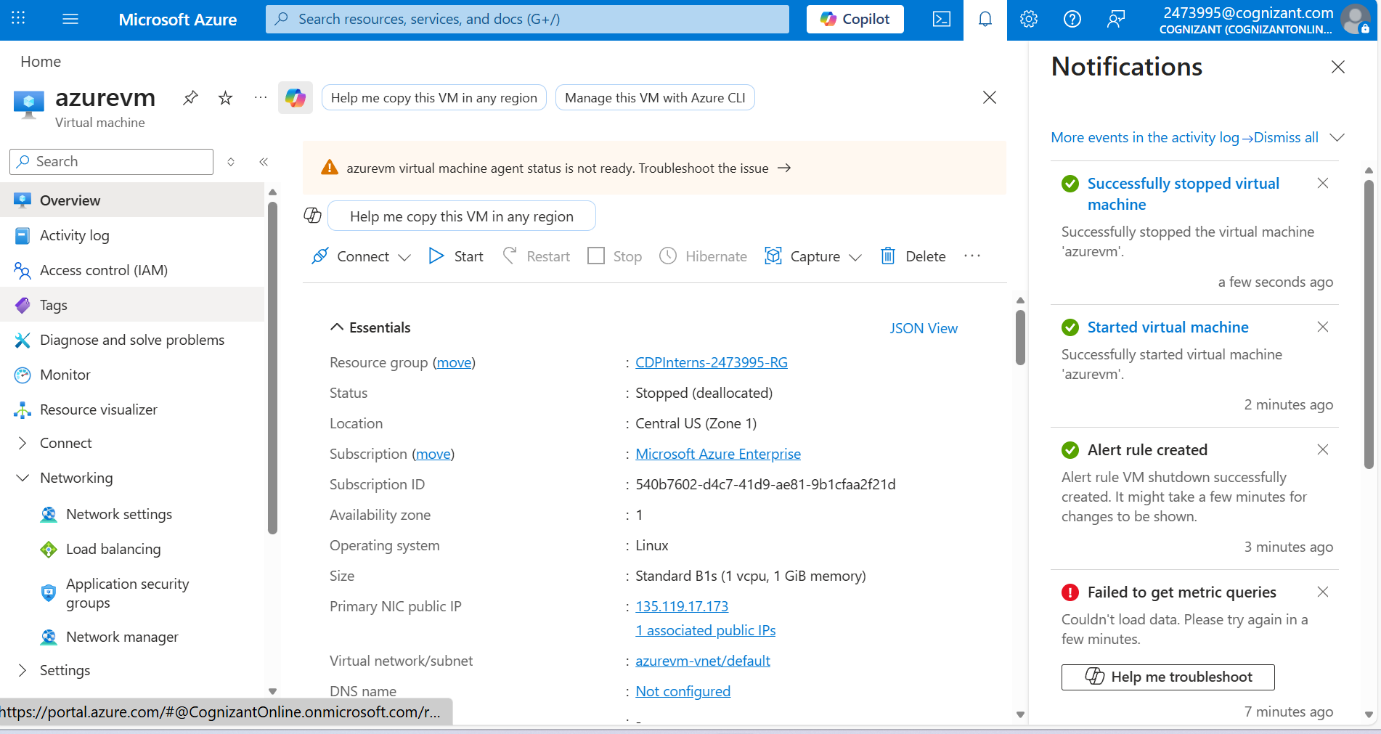 Microsoft Azure
Search resources, services, and docs (G+/)
Copilot
2473995@cognizant.com
COGNIZANT (COGNIZANTONLIN...
Home
azurevm
Virtual machine
Help me copy this VM in any region
Manage this VM with Azure CLI
Search
Overview
Activity log
Access control (IAM)
Tags
Diagnose and solve problems
Monitor
Resource visualizer
Connect
Networking
Network settings
Load balancing
Application security
groups
Network manager
Settings
https://portal.azure.com/#@CognizantOnline.onmicrosoft.com/r...
azurevm virtual machine agent status is not ready. Troubleshoot the issue →
Help me copy this VM in any region
Connect
Start
Restart
Stop
Hibernate
Capture
Delete
Essentials
JSON View
Resource group (move) : CDPInterns-2473995-RG
Status : Stopped (deallocated)
Location : Central US (Zone 1)
Subscription (move) : Microsoft Azure Enterprise
Subscription ID : 540b7602-d4c7-41d9-ae81-9b1cfaa2f21d
Availability zone : 1
Operating system : Linux
Size : Standard B1s (1 vcpu, 1 GiB memory)
Primary NIC public IP : 135.119.17.173
1 associated public IPs
Virtual network/subnet : azurevm-vnet/default
DNS name : Not configured
: -
Notifications
More events in the activity log→ Dismiss all
Successfully stopped virtual
machine
Successfully stopped the virtual machine
'azurevm'.
a few seconds ago
Started virtual machine
Successfully started virtual machine
'azurevm'.
2 minutes ago
Alert rule created
Alert rule VM shutdown successfully
created. It might take a few minutes for
changes to be shown.
3 minutes ago
Failed to get metric queries
Couldn't load data. Please try again in a
few minutes.
Help me troubleshoot
7 minutes ago